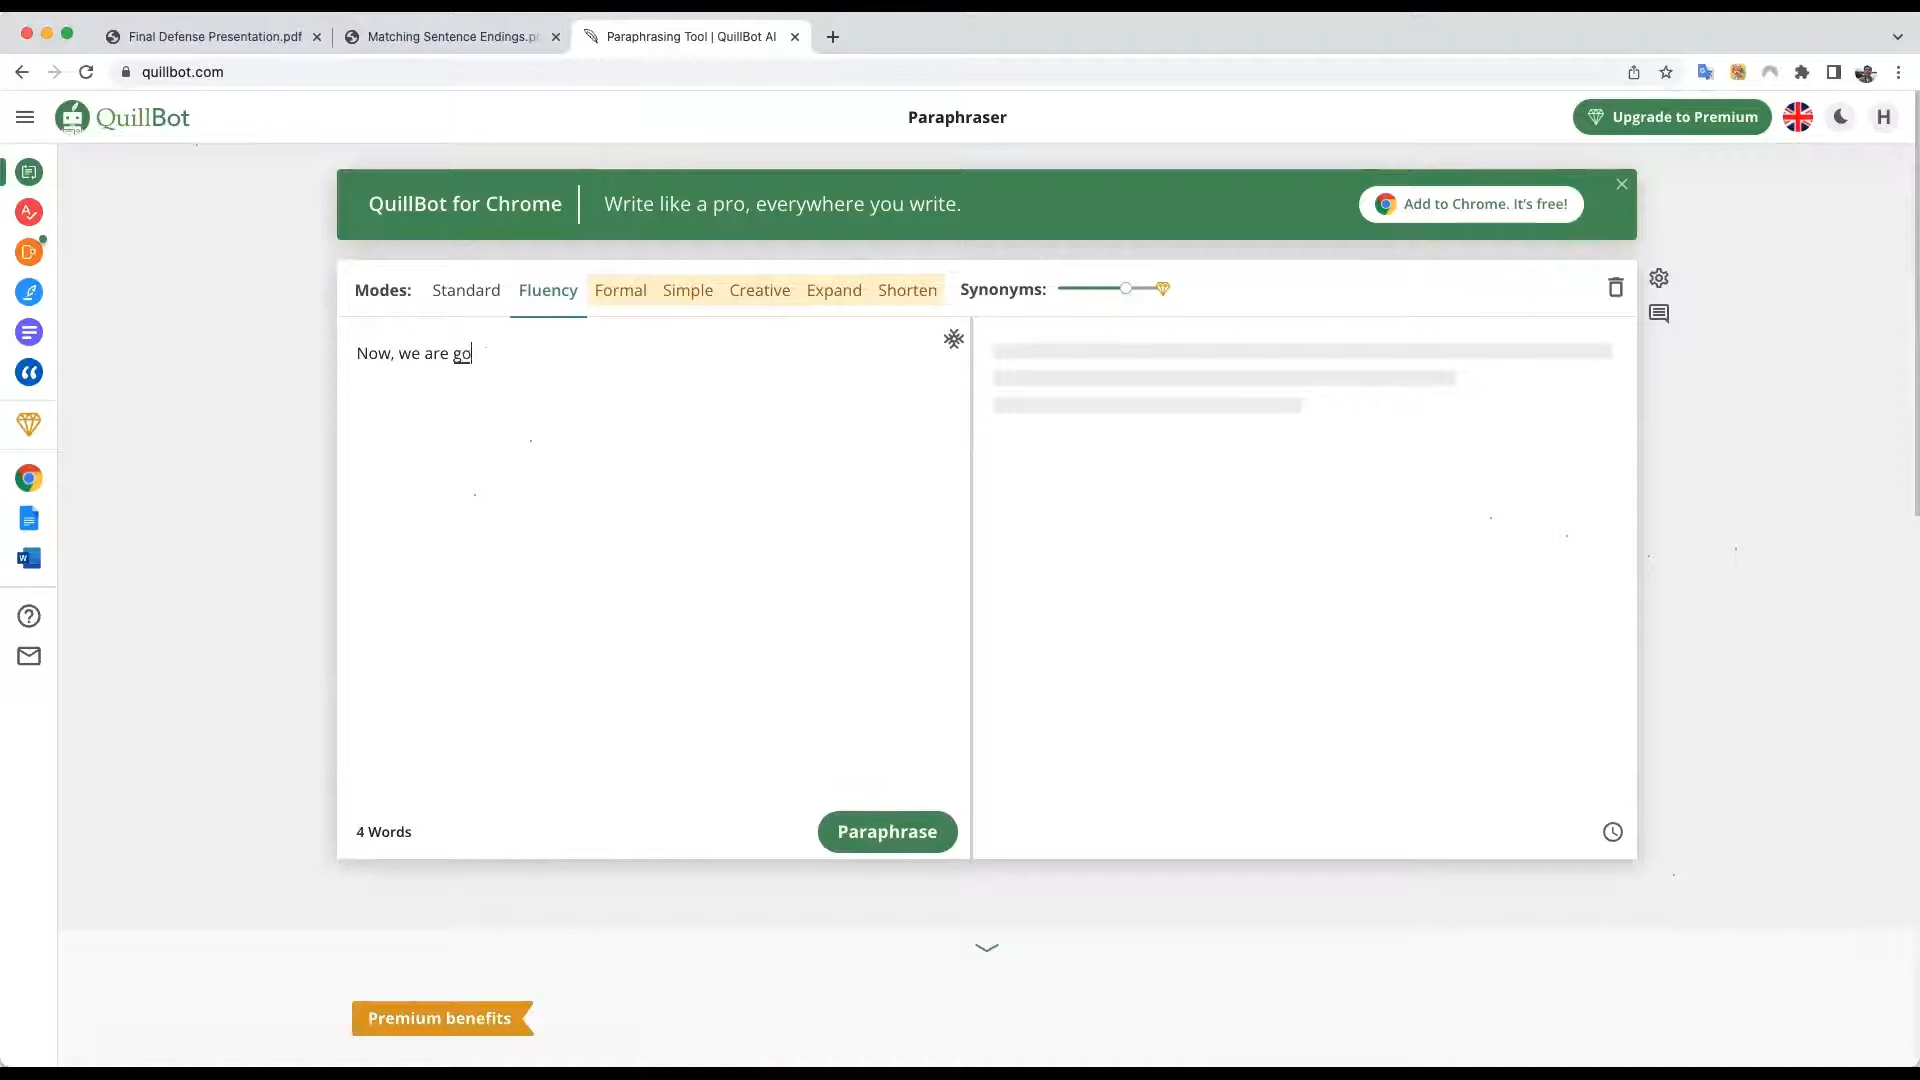 Final Defense Presentation.pdf
Matching Sentence Endings.p
Paraphrasing Tool | QuillBot AI
quillbot.com
QuillBot
Paraphraser
Upgrade to Premium
H
QuillBot for Chrome
Write like a pro, everywhere you write.
Add to Chrome. It's free!
Modes: Standard Fluency Formal Simple Creative Expand Shorten Synonyms:
Now, we are go
4 Words
Paraphrase
Premium benefits